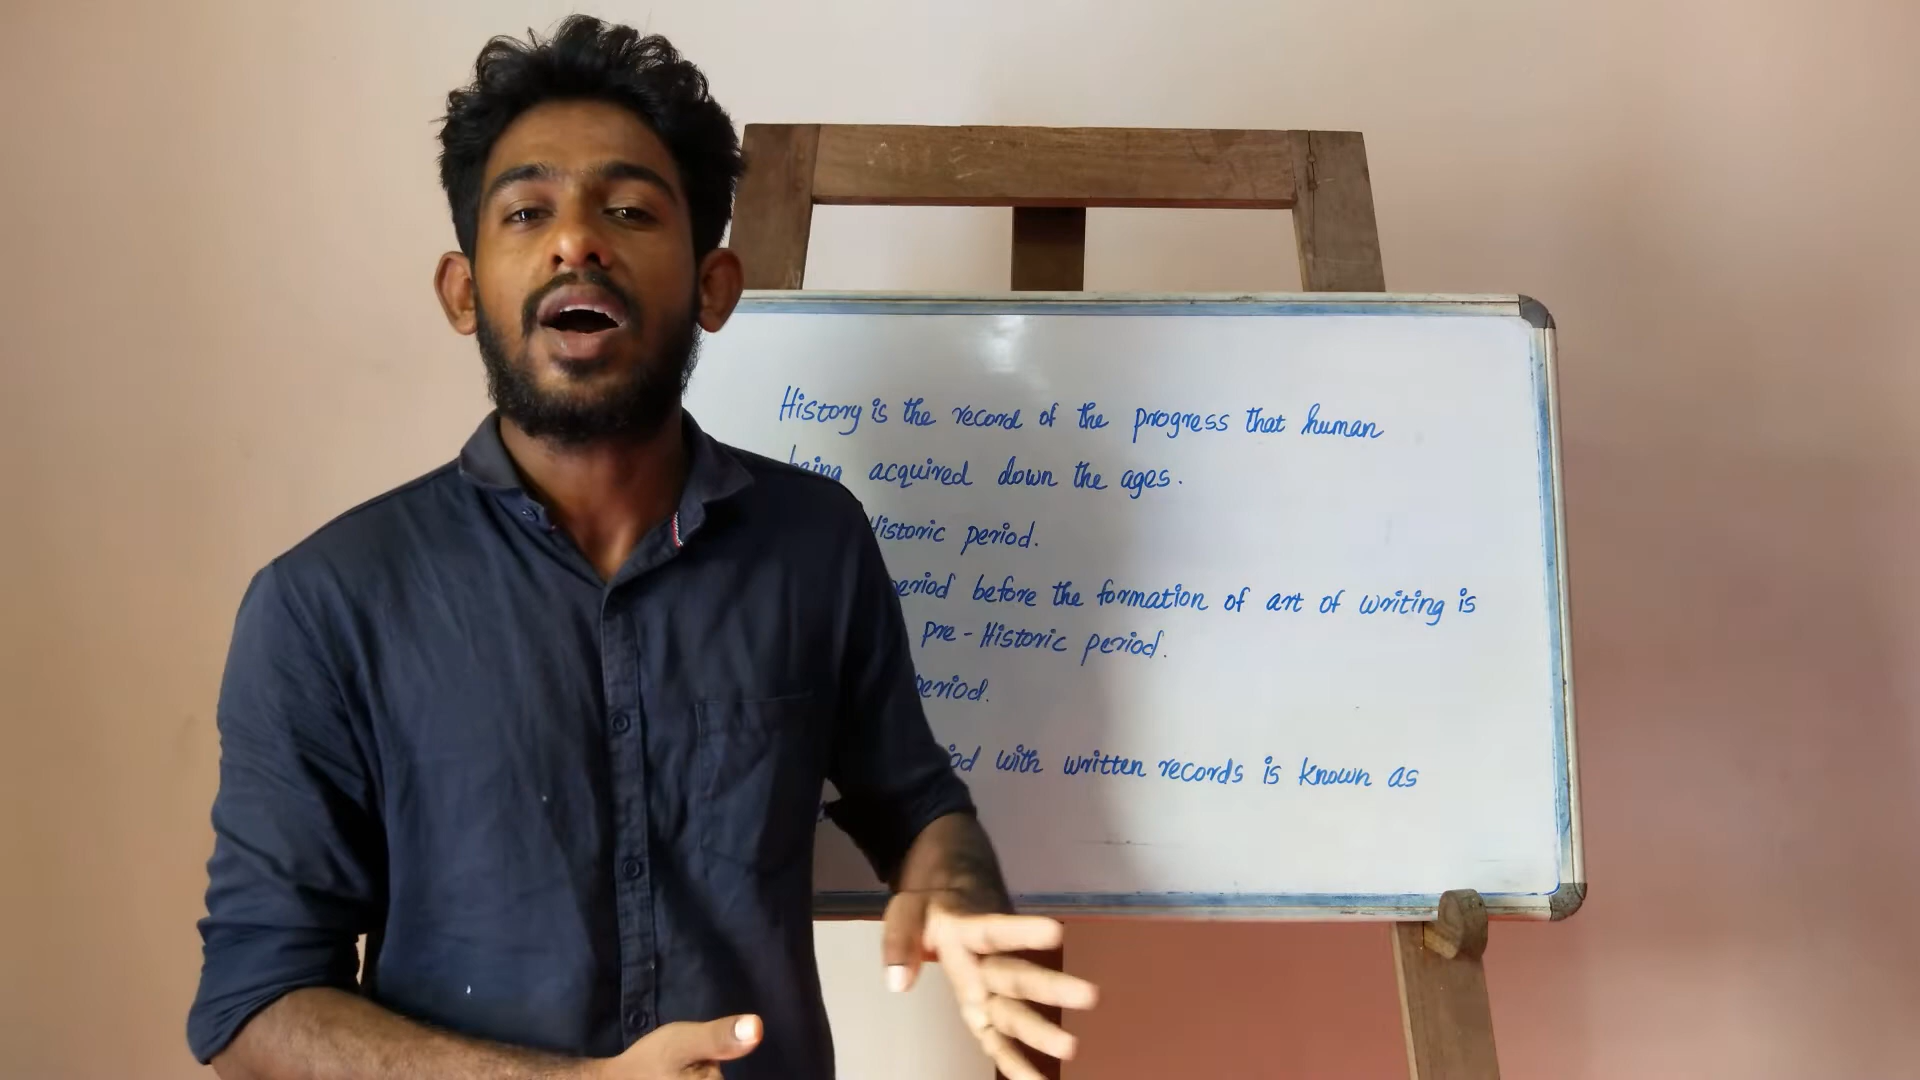 History is the record of the progress that human
being acquired down the ages.
Historic period.
period before the formation of art of writing is
pre-Historic period.
period.
with written records is known as